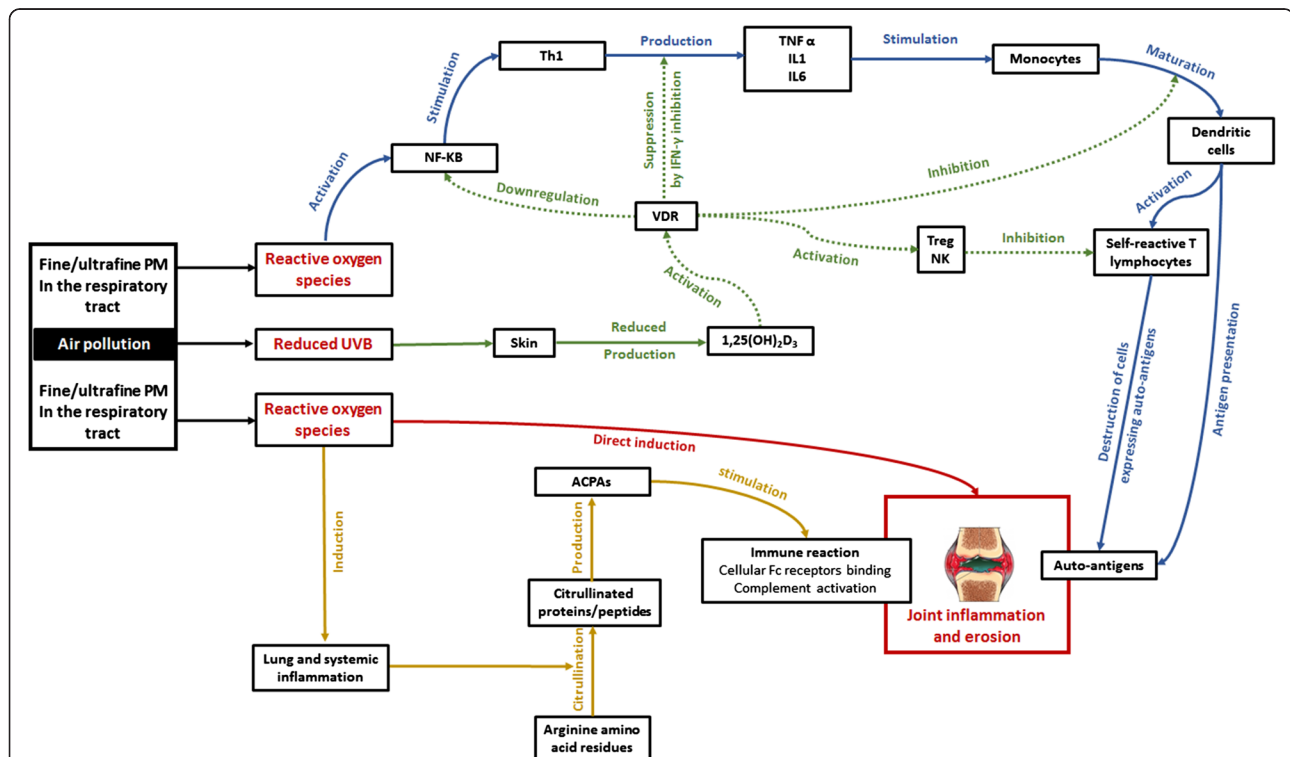 Th1
Production
TNF α
IL1
IL6
Stimulation
Monocytes
Maturation
Dendritic
cells
Stimulation
NF-KB
Activation
Suppression
by IFN-γ inhibition
Downregulation
VDR
Inhibition
Activation
Treg
NK
Inhibition
Activation
Self-reactive T
lymphocytes
Fine/ultrafine PM
In the respiratory
tract
Reactive oxygen
species
Air pollution
Reduced UVB
Skin
Reduced
Production
1,25(OH)₂D₃
Activation
Fine/ultrafine PM
In the respiratory
tract
Reactive oxygen
species
Direct induction
Destruction of cells
expressing auto-antigens
Antigen presentation
Induction
ACPAs
stimulation
Production
Immune reaction
Cellular Fc receptors binding
Complement activation
Auto-antigens
Joint inflammation
and erosion
Citrullinated
proteins/peptides
Lung and systemic
inflammation
Citrullination
Arginine amino
acid residues